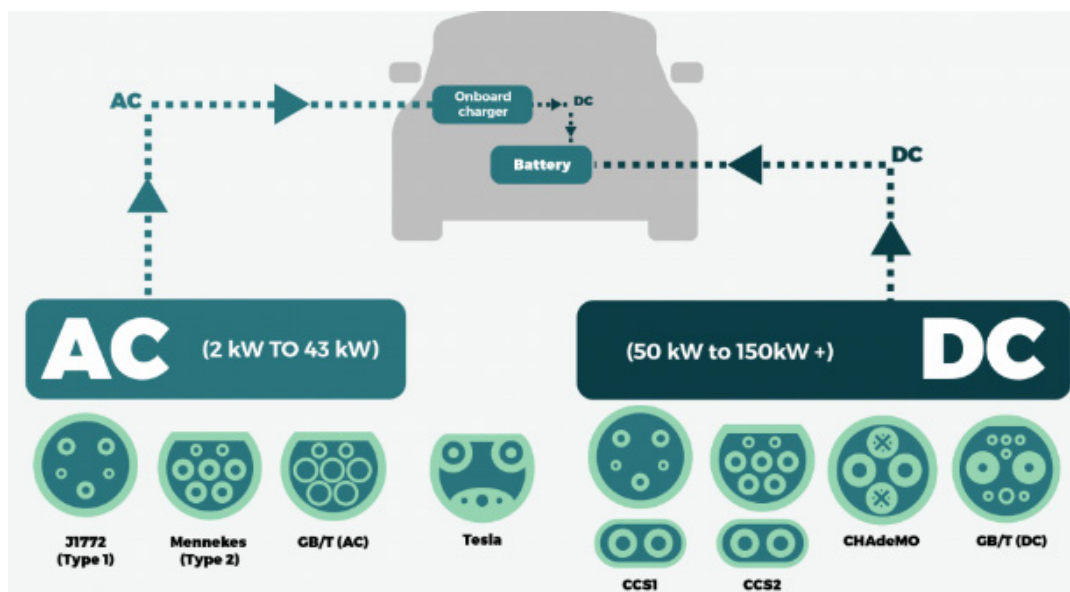 AC
Onboard
charger
DC
Battery
DC
AC
(2 kW TO 43 kW)
(50 kW to 150kW +)
DC
J1772
(Type 1)
Mennekes
(Type 2)
GB/T (AC)
Tesla
CCS1
CCS2
CHAdeMO
GB/T (DC)